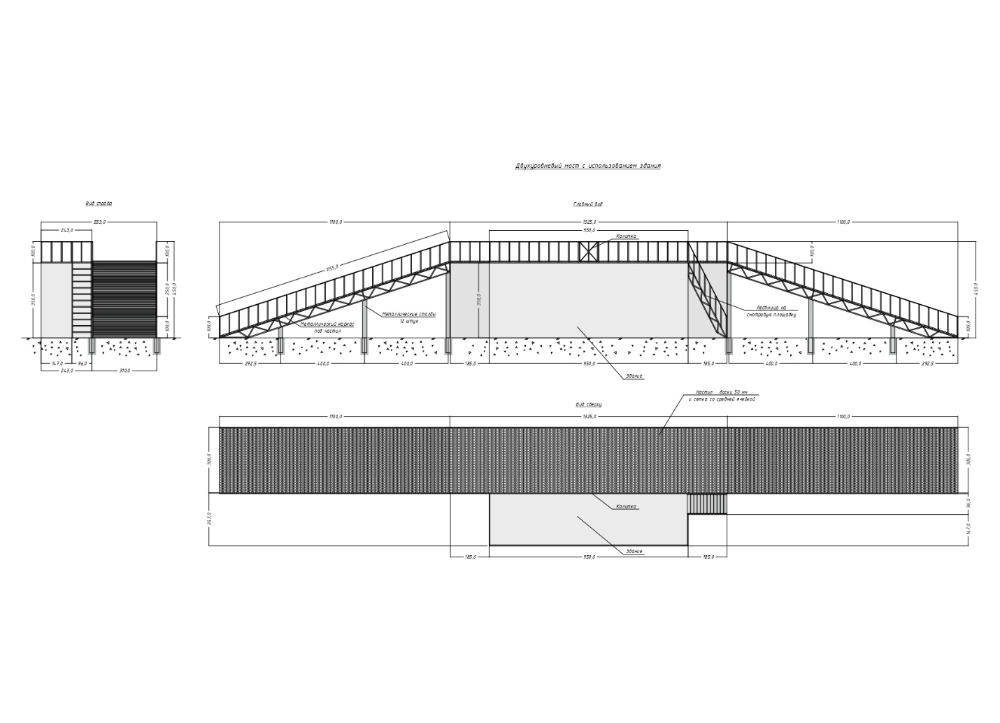 Двухуровневый мост с использованием здания
Вид справа
Главный вид
553,0
243,0
100,0
350,0
100,0
250,0
450,0
100,0
147,0
96,0
243,0
310,0
1100,0
1325,0
1100,0
950,0
Калитка
1155,0
100,0
100,0
350,0
450,0
100,0
Металлические столбы
12 штук
Металлический каркас
под настил
Лестница на
смотровую площадку
292,5
400,0
400,0
185,0
950,0
185,0
400,0
400,0
292,5
Здание
Настил доски 50 мм
и сетка со средней ячейкой
Вид сверху
1100,0
1325,0
1100,0
306,0
306,0
247,0
96,0
147,0
Калитка
Здание
185,0
950,0
185,0